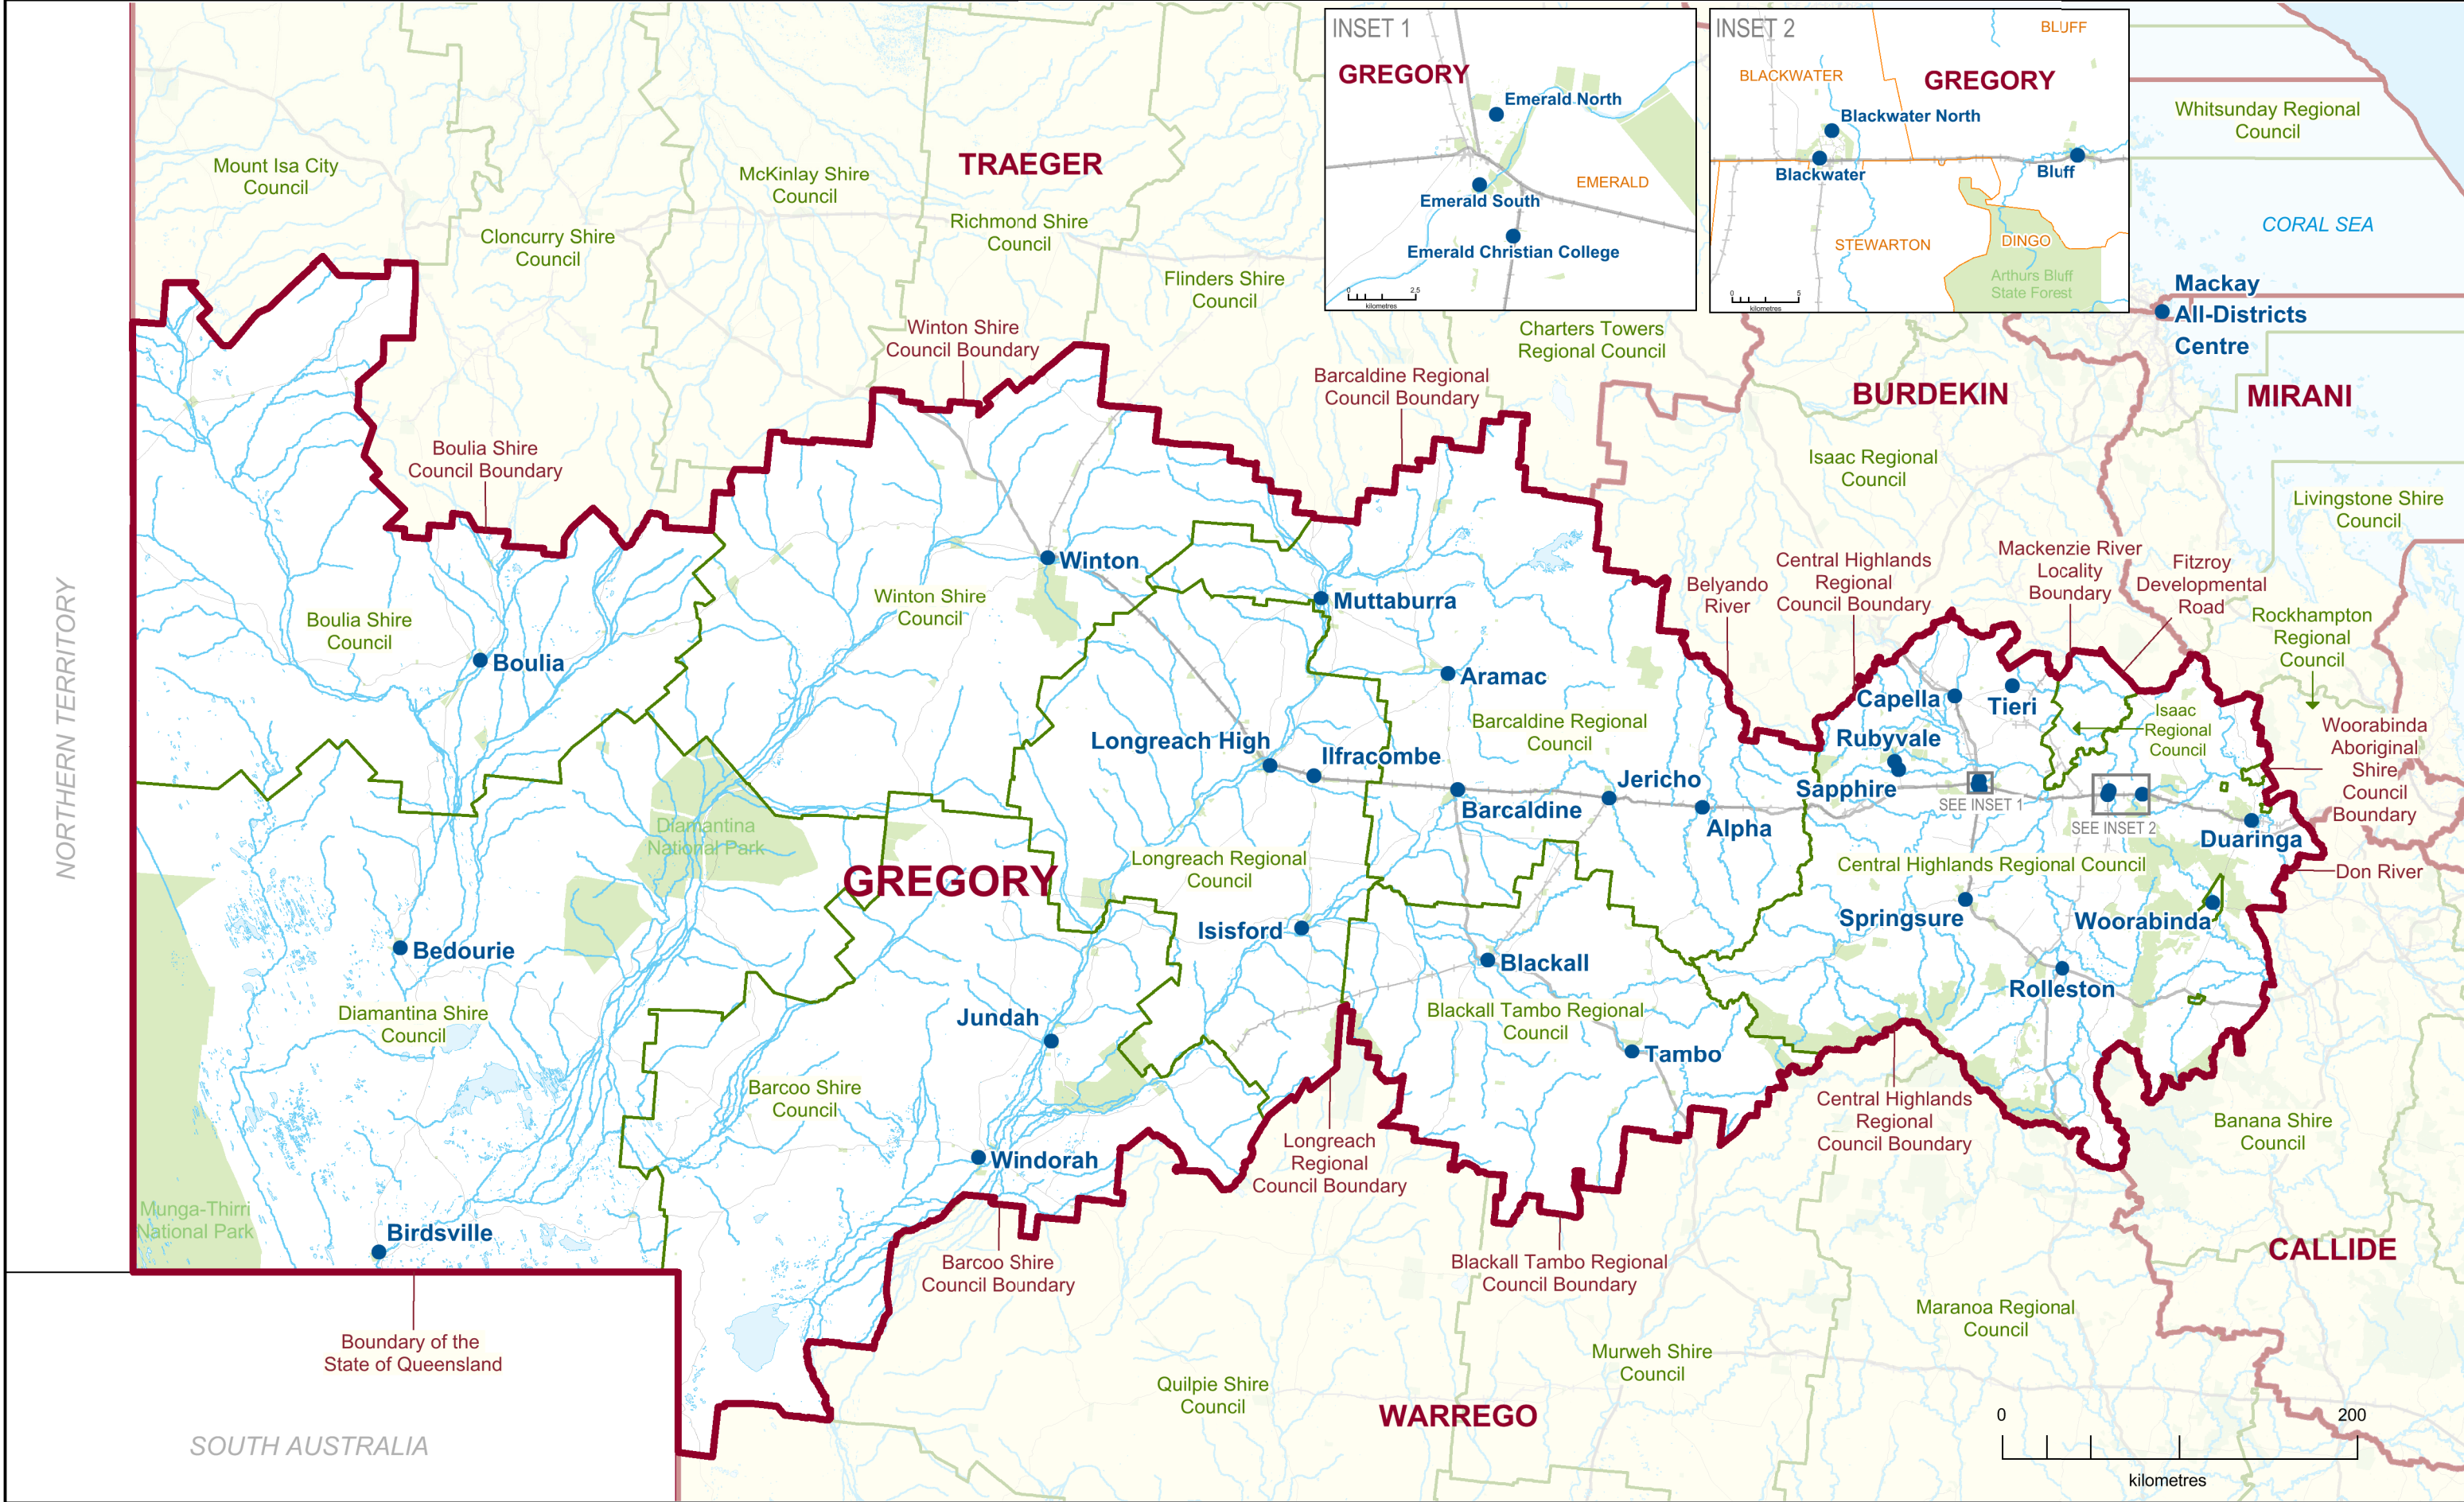 INSET 1
GREGORY
Emerald North
EMERALD
Emerald South
Emerald Christian College
0
2.5
kilometres
INSET 2
BLUFF
BLACKWATER
GREGORY
Blackwater North
Blackwater
Bluff
STEWARTON
DINGO
Arthurs Bluff
State Forest
0
5
kilometres
Whitsunday Regional
Council
CORAL SEA
Mackay
All-Districts
Centre
MIRANI
BURDEKIN
TRAEGER
Mount Isa City
Council
Cloncurry Shire
Council
McKinlay Shire
Council
Richmond Shire
Council
Flinders Shire
Council
Charters Towers
Regional Council
Winton Shire
Council Boundary
Barcaldine Regional
Council Boundary
Boulia Shire
Council Boundary
Isaac Regional
Council
Livingstone Shire
Council
Belyando
River
Central Highlands
Regional
Council Boundary
Mackenzie River
Locality
Boundary
Fitzroy
Developmental
Road
Rockhampton
Regional
Council
Woorabinda
Aboriginal
Shire
Council
Boundary
Don River
NORTHERN TERRITORY
Boulia Shire
Council
Boulia
Winton
Winton Shire
Council
Muttaburra
Aramac
Barcaldine Regional
Council
Longreach High
Ilfracombe
Barcaldine
Jericho
Alpha
Capella
Tieri
Isaac
Regional
Council
Rubyvale
Sapphire
SEE INSET 1
SEE INSET 2
Duaringa
Diamantina
National Park
GREGORY
Longreach Regional
Council
Central Highlands Regional Council
Springsure
Woorabinda
Isisford
Blackall
Rolleston
Bedourie
Diamantina Shire
Council
Jundah
Blackall Tambo Regional
Council
Tambo
Barcoo Shire
Council
Windorah
Munga-Thirri
National Park
Birdsville
Longreach
Regional
Council Boundary
Central Highlands
Regional
Council Boundary
Banana Shire
Council
Barcoo Shire
Council Boundary
Blackall Tambo Regional
Council Boundary
CALLIDE
Boundary of the
State of Queensland
Maranoa Regional
Council
Murweh Shire
Council
Quilpie Shire
Council
WARREGO
SOUTH AUSTRALIA
0
200
kilometres